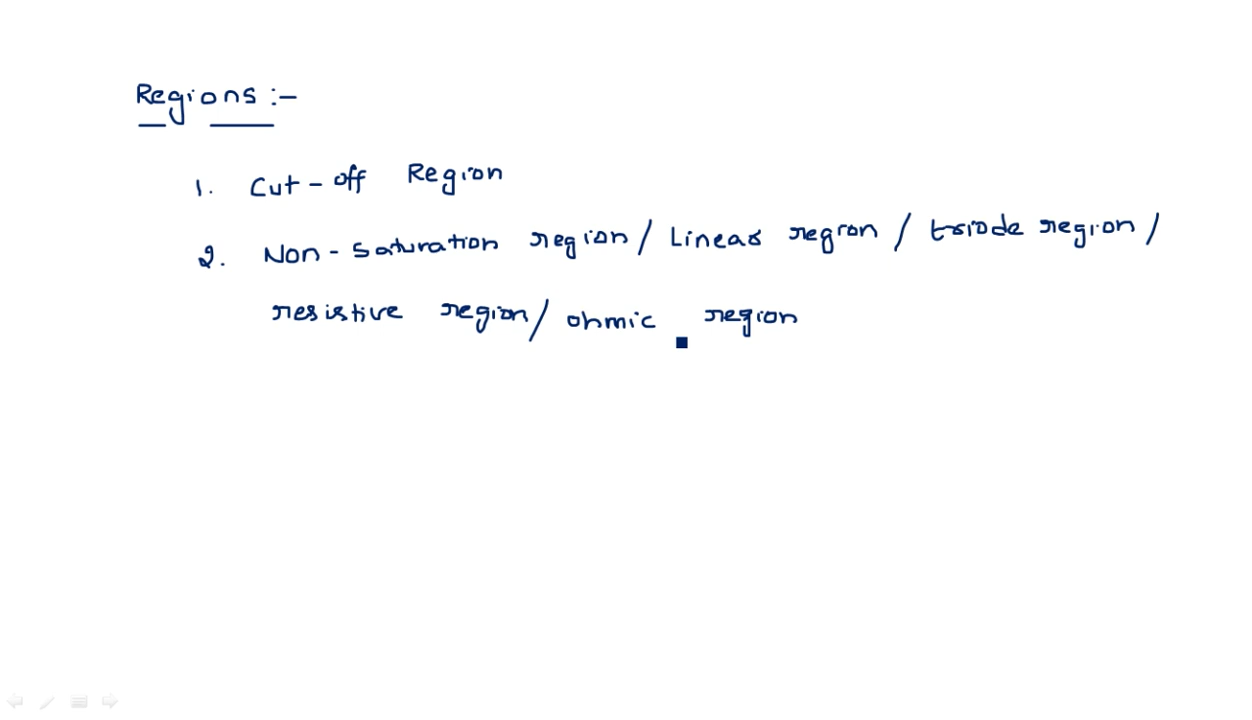 Regions :-
1. Cut-off Region
2. Non-saturation region/ Linear region / triode region /
resistive region/ ohmic region